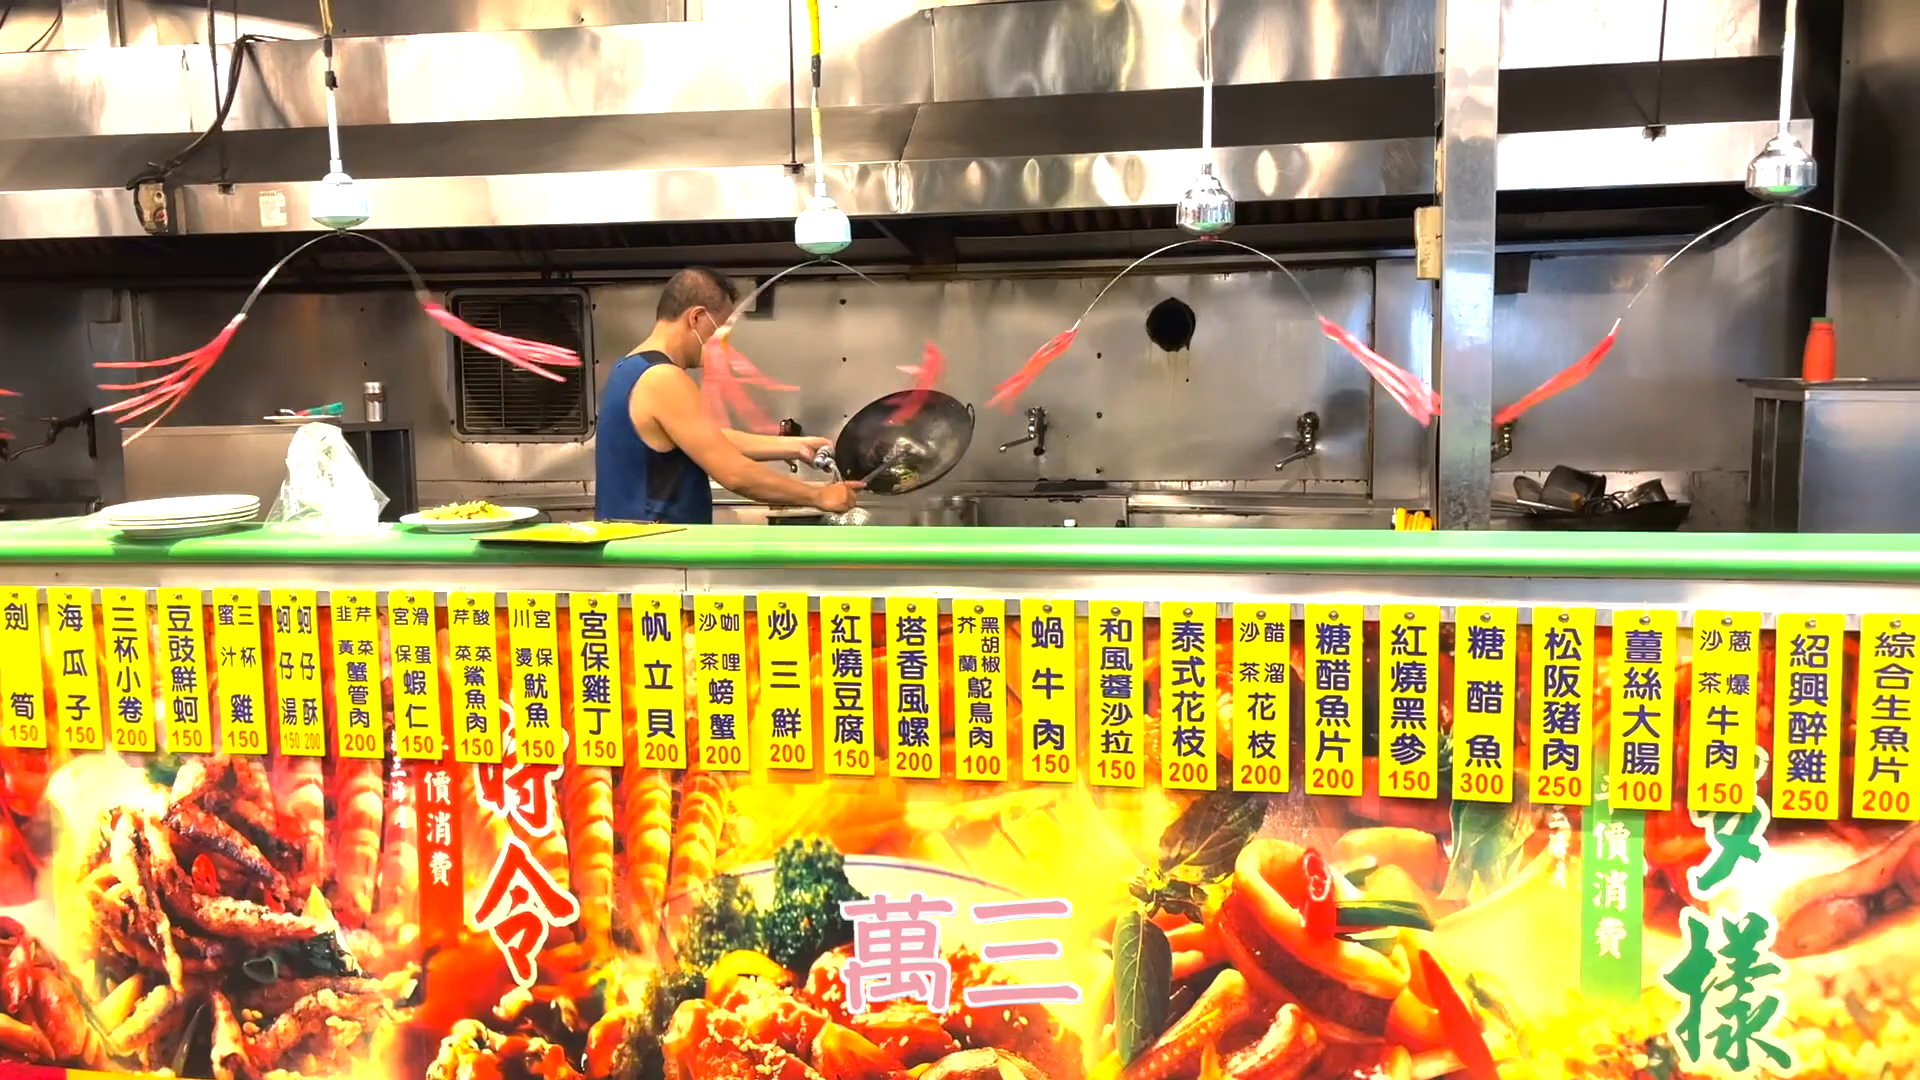 劍筍 150
海瓜子 150
三杯小卷 200
豆豉鮮蚵 150
三杯 蜜汁 雞 150
蚵仔酥 200 蚵仔湯 150
芹菜 韭黃 蟹管肉 200
滑蛋 宮保 蝦仁 150
酸菜 芹菜 鯊魚肉 150
宮保 川燙 魷魚 150
宮保雞丁 150
帆立貝 200
咖哩 沙茶 螃蟹 200
炒三鮮 200
紅燒豆腐 150
塔香風螺 200
黑胡椒 芥蘭 鴕鳥肉 100
蝸牛肉 150
和風醬沙拉 150
泰式花枝 200
醋溜 沙茶 花枝 200
糖醋魚片 200
紅燒黑參 150
糖醋魚 300
松阪豬肉 250
薑絲大腸 100
蔥爆 沙茶 牛肉 150
紹興醉雞 250
綜合生魚片 200
時令
價消費
平價消費
多樣
萬三